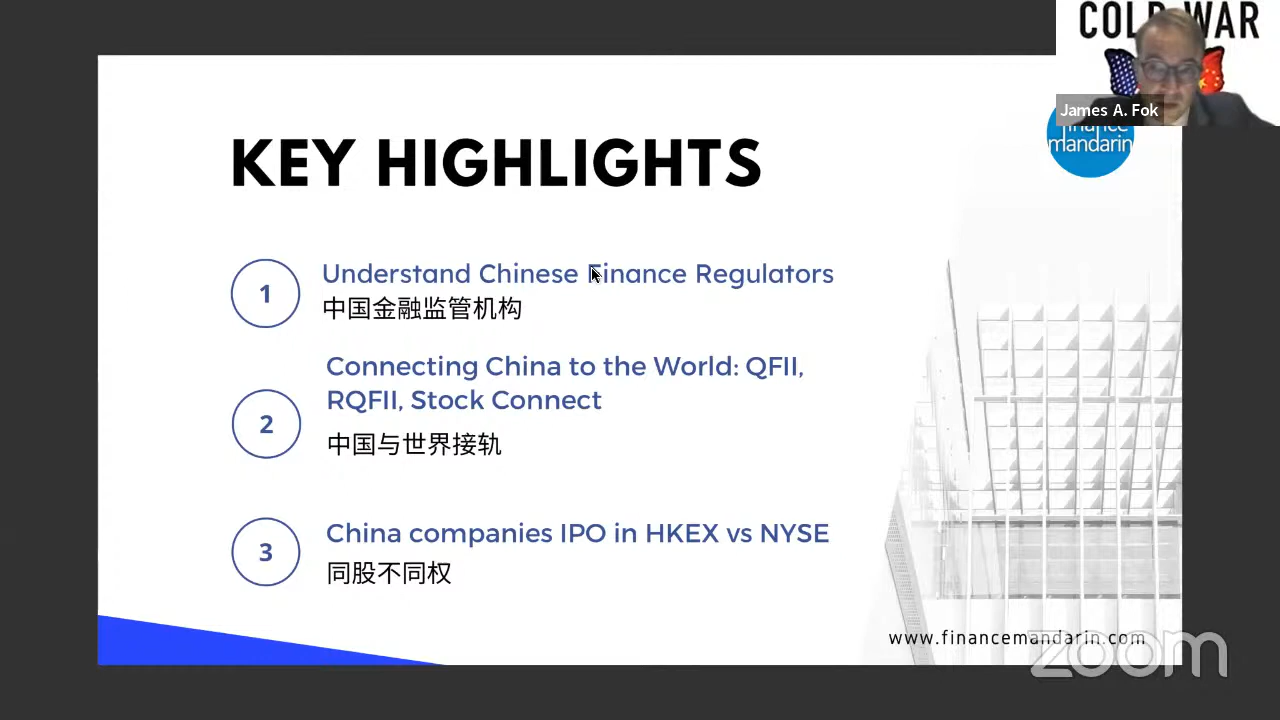 COLD WAR
James A. Fok
finance
mandarin
KEY HIGHLIGHTS
1
Understand Chinese Finance Regulators
中国金融监管机构
2
Connecting China to the World: QFII,
RQFII, Stock Connect
中国与世界接轨
3
China companies IPO in HKEX vs NYSE
同股不同权
www.financemandarin.com
zoom